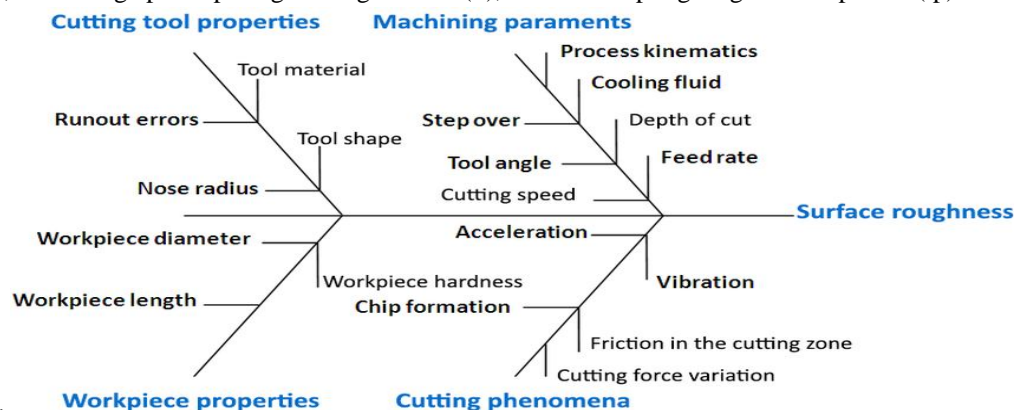 Cutting tool properties
Machining paraments
Process kinematics
Tool material
Cooling fluid
Runout errors
Step over
Depth of cut
Tool shape
Tool angle
Feed rate
Nose radius
Cutting speed
Surface roughness
Workpiece diameter
Acceleration
Workpiece hardness
Vibration
Workpiece length
Chip formation
Friction in the cutting zone
Cutting force variation
Workpiece properties
Cutting phenomena